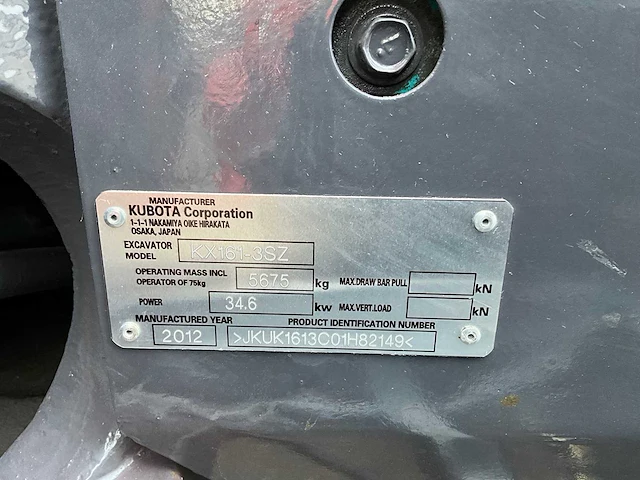 MANUFACTURER
KUBOTA Corporation
1-1-1 NAKAMIYA OIKE HIRAKATA
OSAKA, JAPAN
EXCAVATOR MODEL KX161-3SZ
OPERATING MASS INCL OPERATOR OF 75kg 5675 kg MAX.DRAW BAR PULL kN
POWER 34.6 kw MAX.VERT.LOAD kN
MANUFACTURED YEAR PRODUCT IDENTIFICATION NUMBER
2012 >JKUK1613C01H82149<